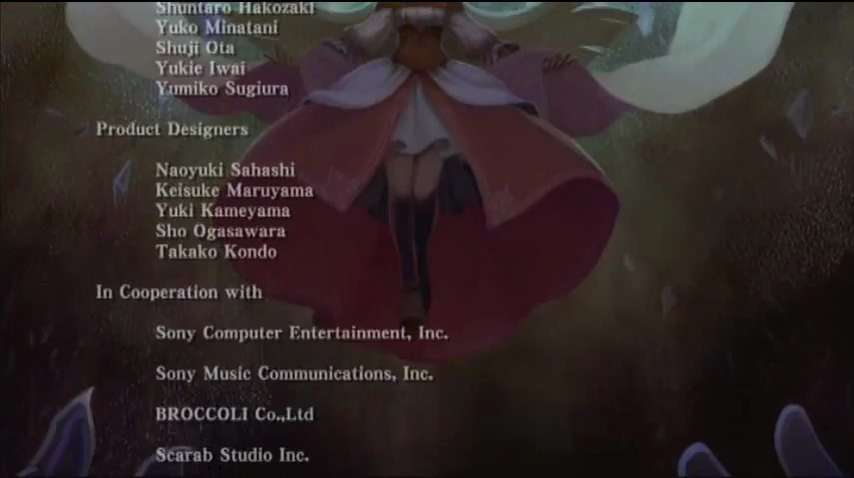 Shuntaro Hakozaki
Yuko Minatani
Shuji Ota
Yukie Iwai
Yumiko Sugiura
Product Designers
Naoyuki Sahashi
Keisuke Maruyama
Yuki Kameyama
Sho Ogasawara
Takako Kondo
In Cooperation with
Sony Computer Entertainment, Inc.
Sony Music Communications, Inc.
BROCCOLI Co.,Ltd
Scarab Studio Inc.